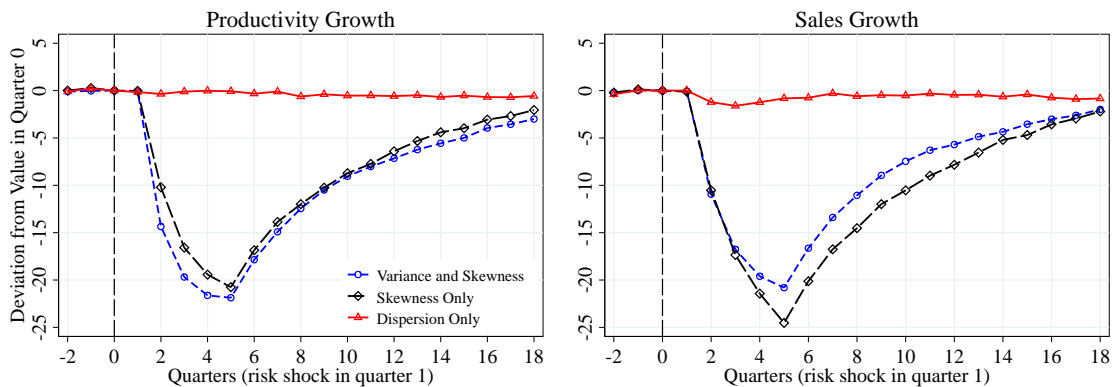 Productivity Growth
Sales Growth
Deviation from Value in Quarter 0
5
0
-5
-10
-15
-20
-25
Variance and Skewness
Skewness Only
Dispersion Only
-2 0 2 4 6 8 10 12 14 16 18
Quarters (risk shock in quarter 1)
5
0
-5
-10
-15
-20
-25
-2 0 2 4 6 8 10 12 14 16 18
Quarters (risk shock in quarter 1)